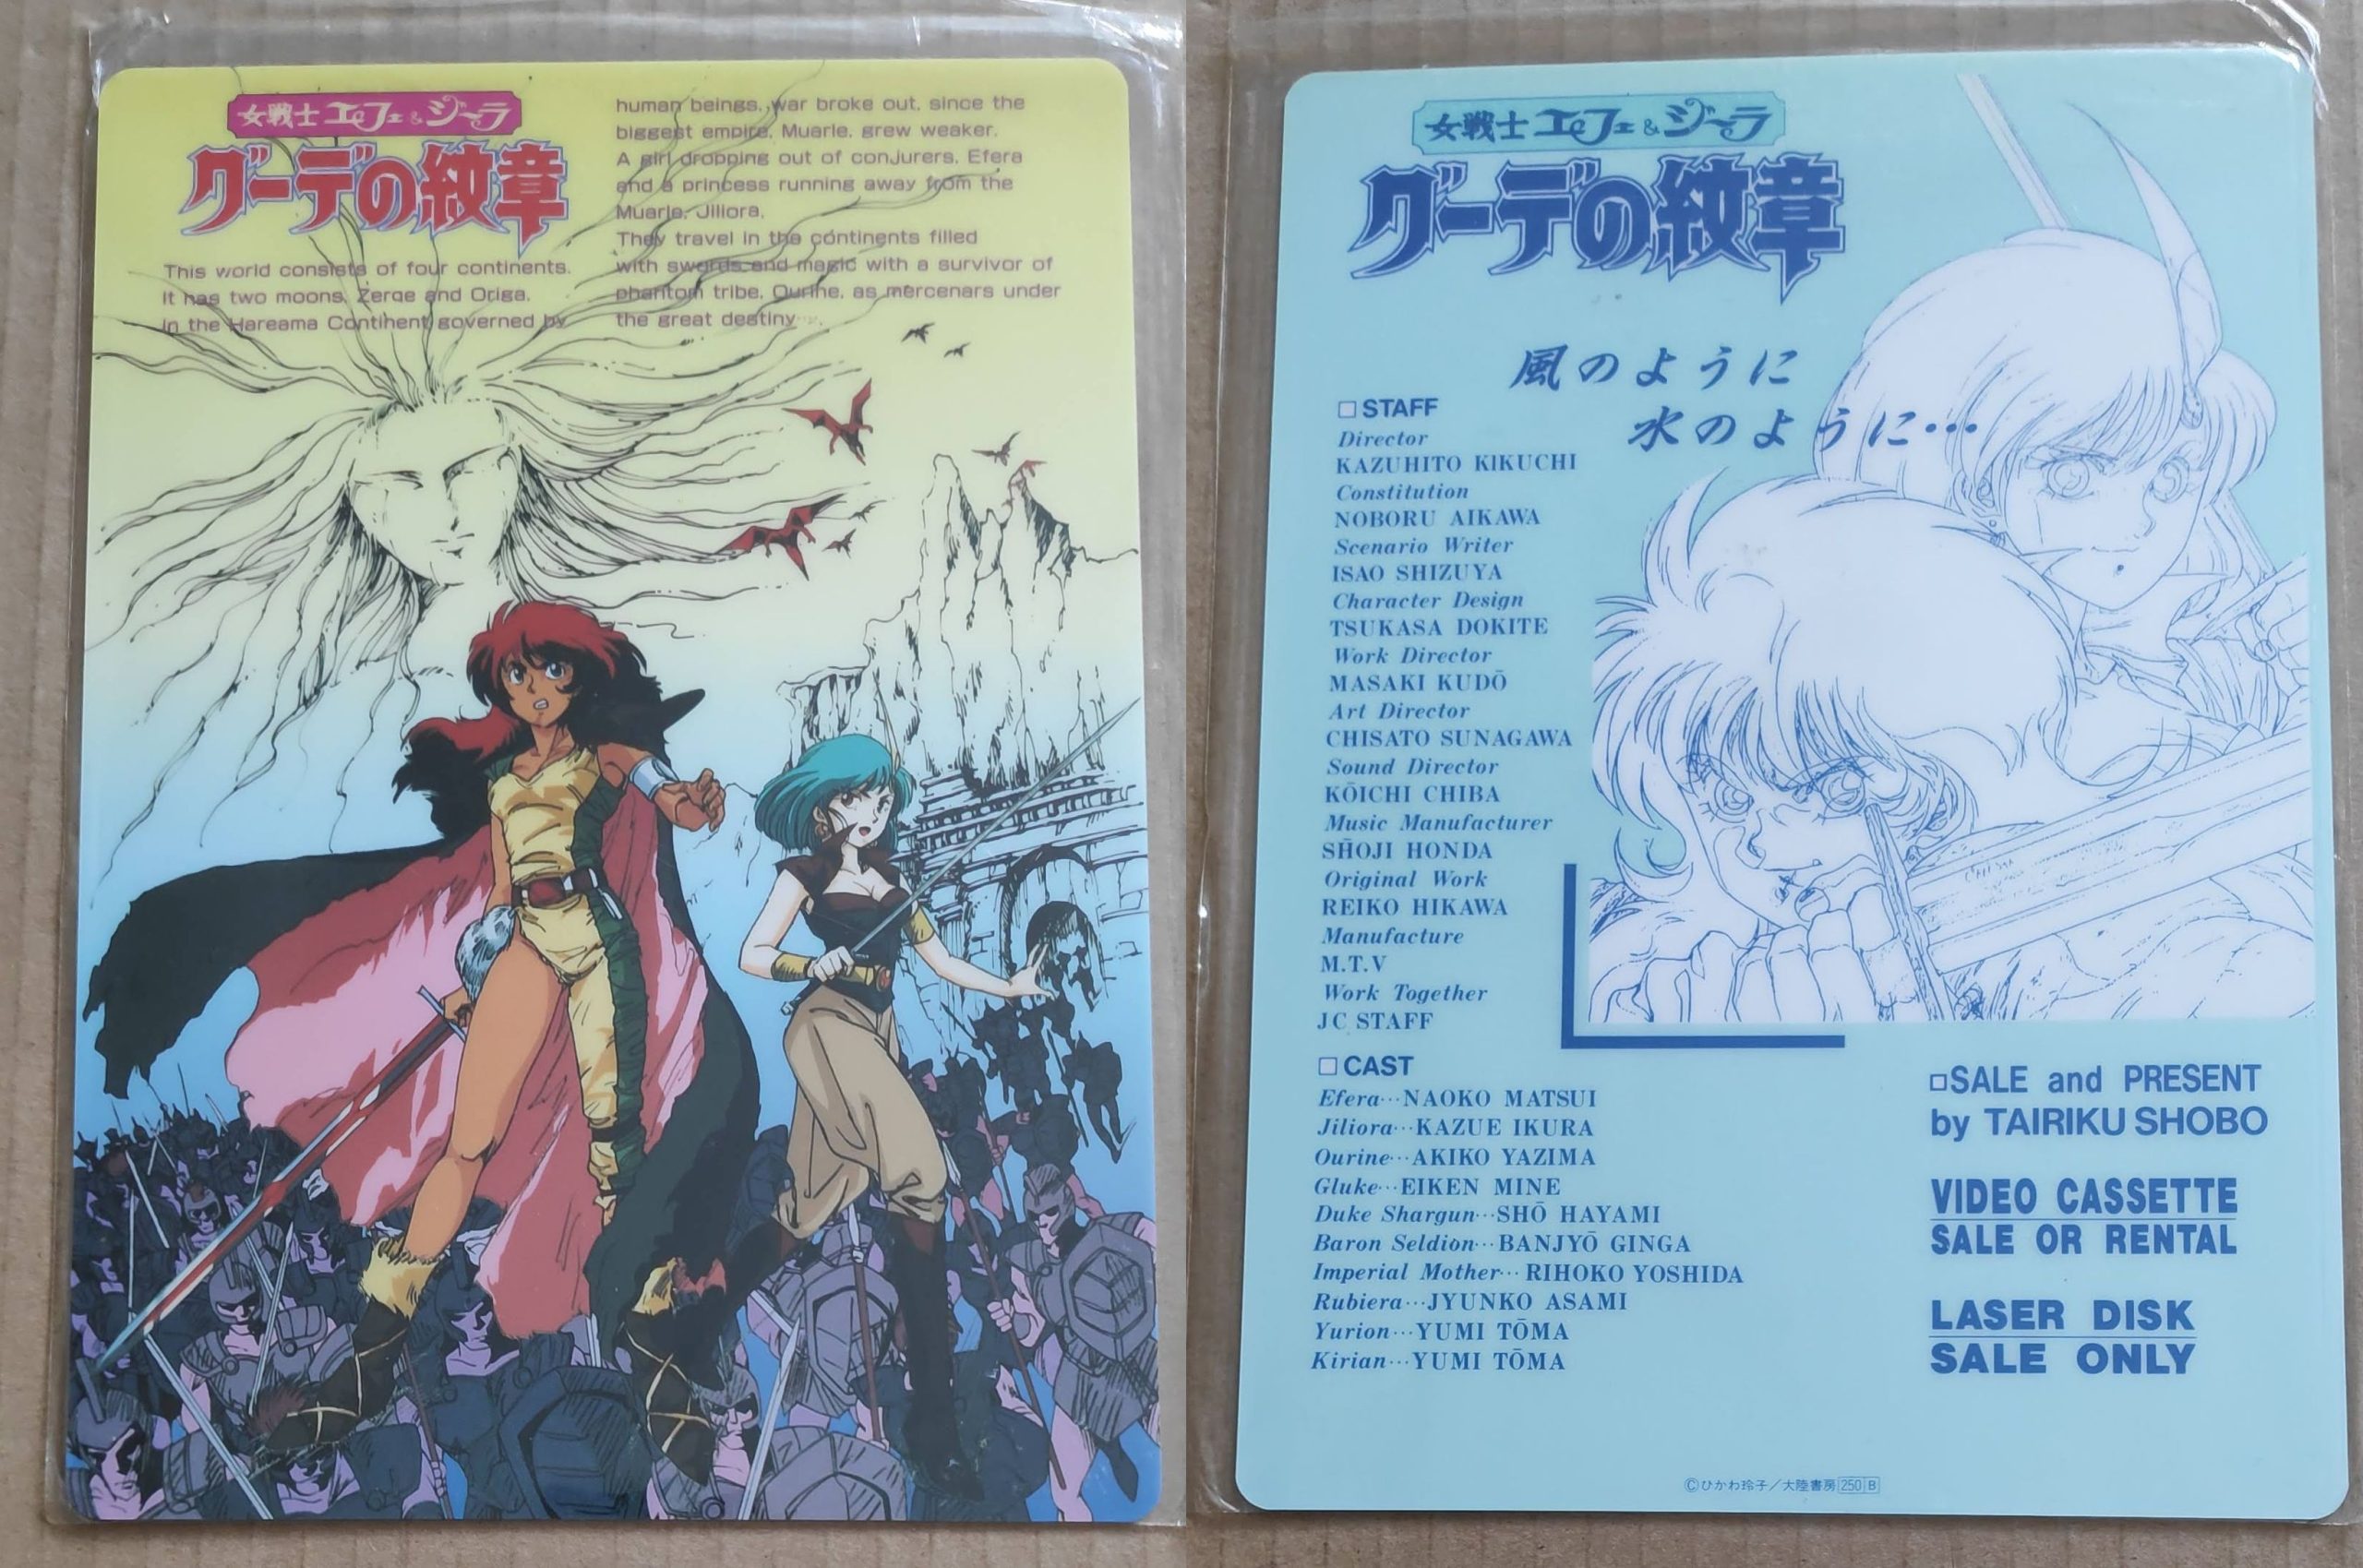 女戦士エフェ&ジーラ
グーデの紋章
This world consists of four continents.
It has two moons, Zerqe and Origa,
in the Hareama Continent governed by
human beings, war broke out, since the
biggest empire, Muarle, grew weaker.
A girl dropping out of conjurers, Efera
and a princess running away from the
Muarle, Jiliora.
They travel in the continents filled
with swords and magic with a survivor of
phantom tribe, Ourine, as mercenars under
the great destiny…
女戦士エフェ&ジーラ
グーデの紋章
風のように
水のように…
□STAFF
Director
KAZUHITO KIKUCHI
Constitution
NOBORU AIKAWA
Scenario Writer
ISAO SHIZUYA
Character Design
TSUKASA DOKITE
Work Director
MASAKI KUDŌ
Art Director
CHISATO SUNAGAWA
Sound Director
KŌICHI CHIBA
Music Manufacturer
SHŌJI HONDA
Original Work
REIKO HIKAWA
Manufacture
M.T.V
Work Together
JC STAFF
□CAST
Efera…NAOKO MATSUI
Jiliora…KAZUE IKURA
Ourine…AKIKO YAZIMA
Gluke…EIKEN MINE
Duke Shargun…SHŌ HAYAMI
Baron Seldion…BANJYŌ GINGA
Imperial Mother…RIHOKO YOSHIDA
Rubiera…JYUNKO ASAMI
Yurion…YUMI TŌMA
Kirian…YUMI TŌMA
□SALE and PRESENT
by TAIRIKU SHOBO
VIDEO CASSETTE
SALE OR RENTAL
LASER DISK
SALE ONLY
©ひかわ玲子/大陸書房 250 B